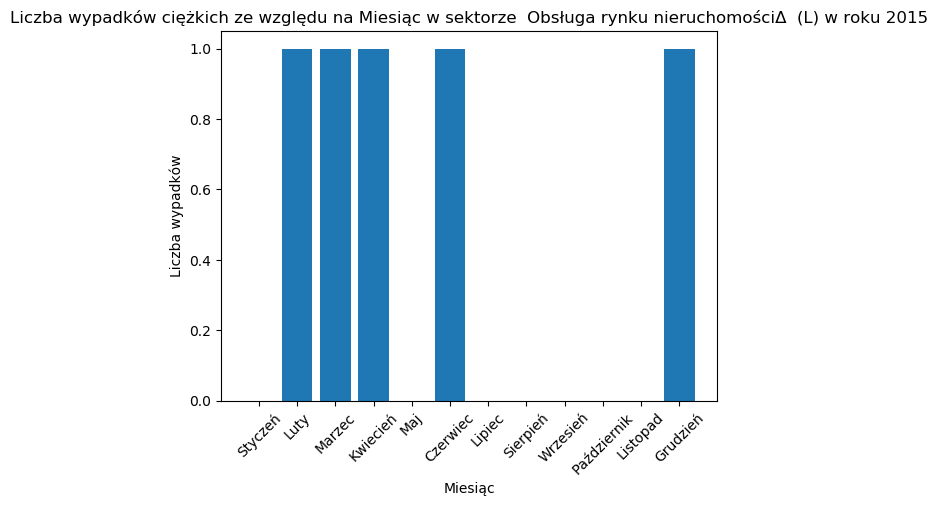 Liczba wypadków ciężkich ze względu na Miesiąc w sektorze  Obsługa rynku nieruchomościΔ  (L) w roku 2015
1.0
0.8
0.6
0.4
0.2
0.0
Liczba wypadków
Styczeń
Luty
Marzec
Kwiecień
Maj
Czerwiec
Lipiec
Sierpień
Wrzesień
Październik
Listopad
Grudzień
Miesiąc